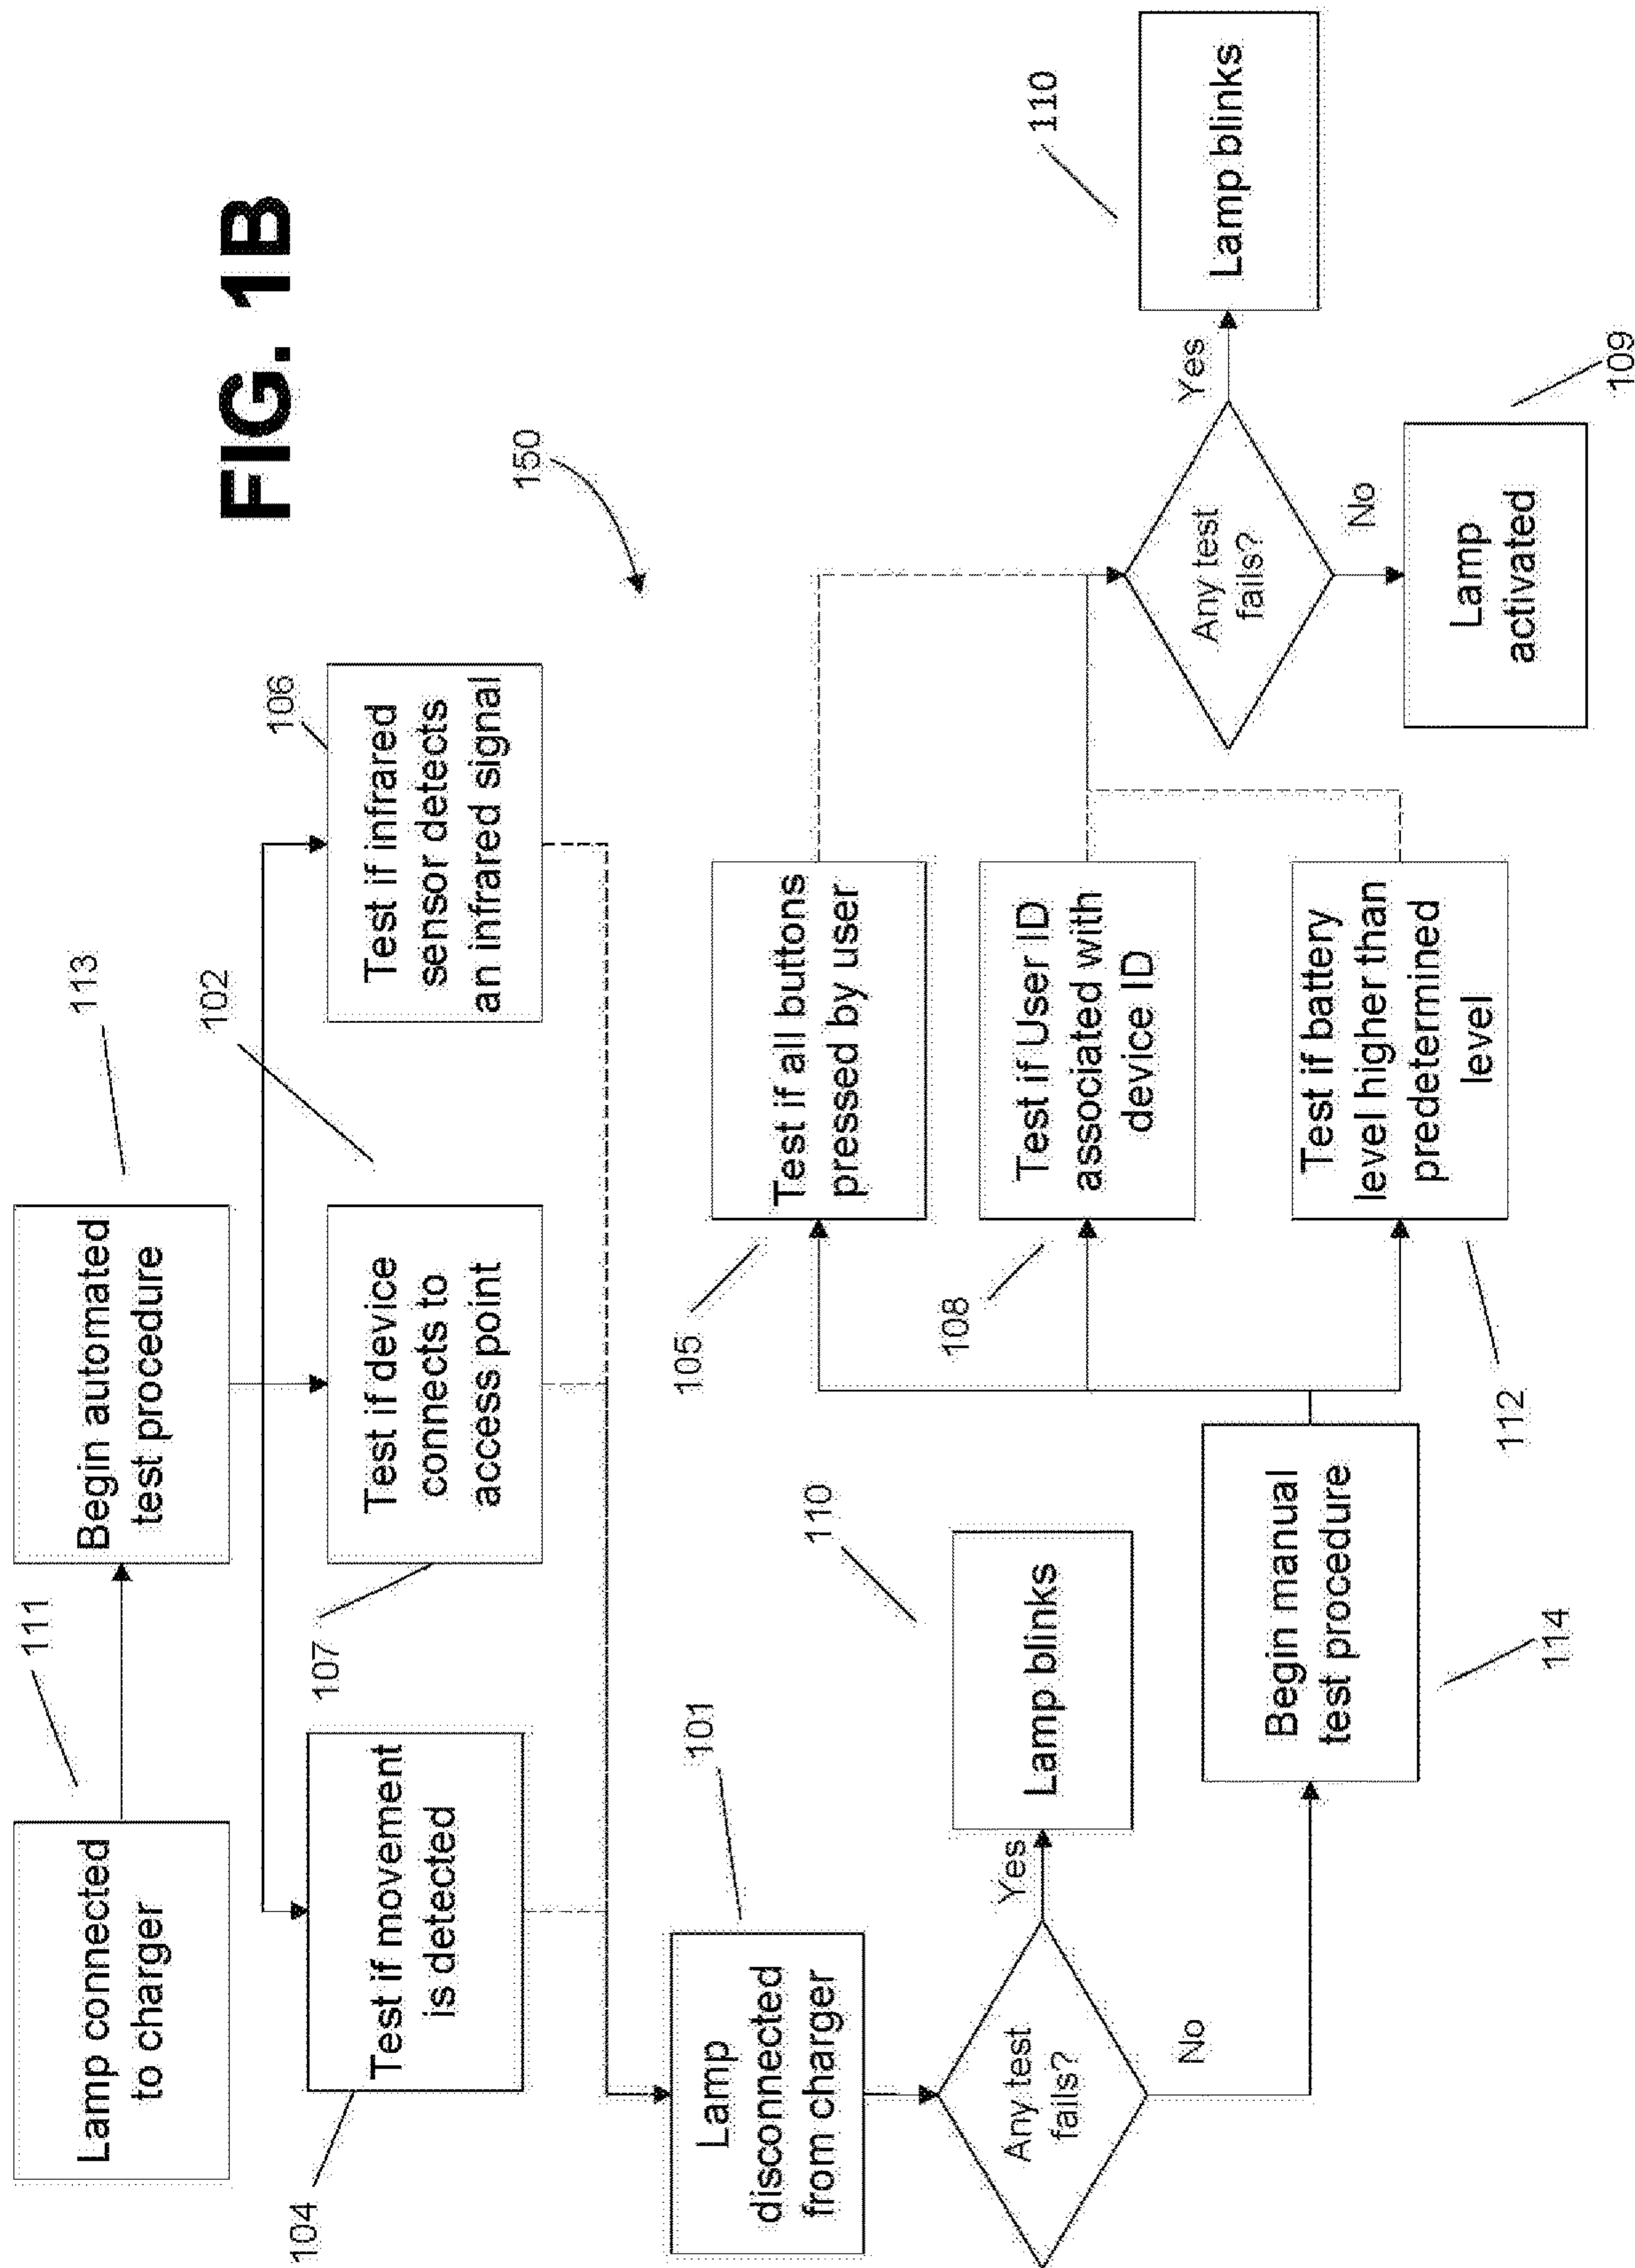 FIG. 1B
150
111
Lamp connected
to charger
113
Begin automated
test procedure
104
Test if movement
is detected
107
102
Test if device
connects to
access point
106
Test if infrared
sensor detects
an infrared signal
101
Lamp
disconnected
from charger
Any test
fails?
Yes
110
Lamp blinks
No
114
Begin manual
test procedure
105
Test if all buttons
pressed by user
108
Test if User ID
associated with
device ID
112
Test if battery
level higher than
predetermined
level
Any test
fails?
Yes
110
Lamp blinks
No
109
Lamp
activated